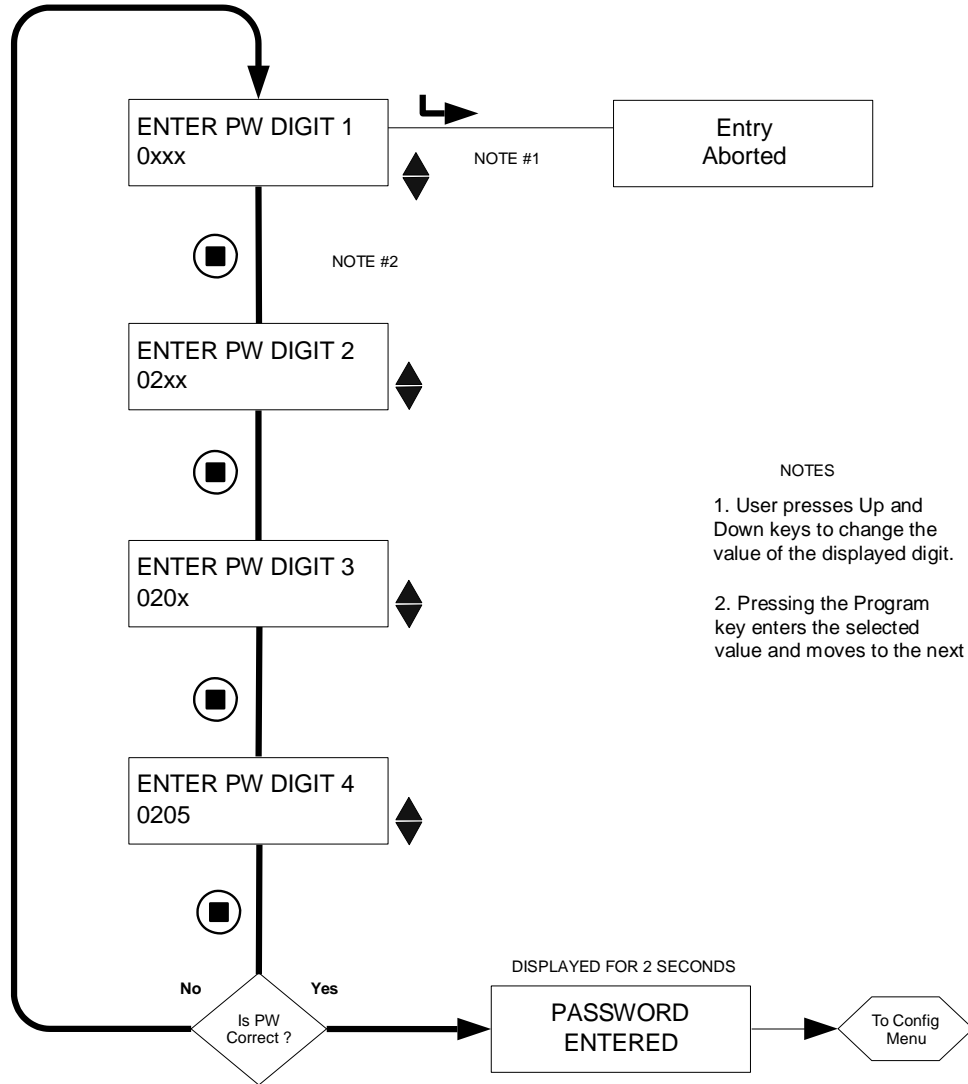 ENTER PW DIGIT 1
0xxx
Entry
Aborted
NOTE #1
NOTE #2
ENTER PW DIGIT 2
02xx
NOTES
1. User presses Up and
Down keys to change the
value of the displayed digit.
2. Pressing the Program
key enters the selected
value and moves to the next
ENTER PW DIGIT 3
020x
ENTER PW DIGIT 4
0205
No
Yes
Is PW
Correct ?
DISPLAYED FOR 2 SECONDS
PASSWORD
ENTERED
To Config
Menu